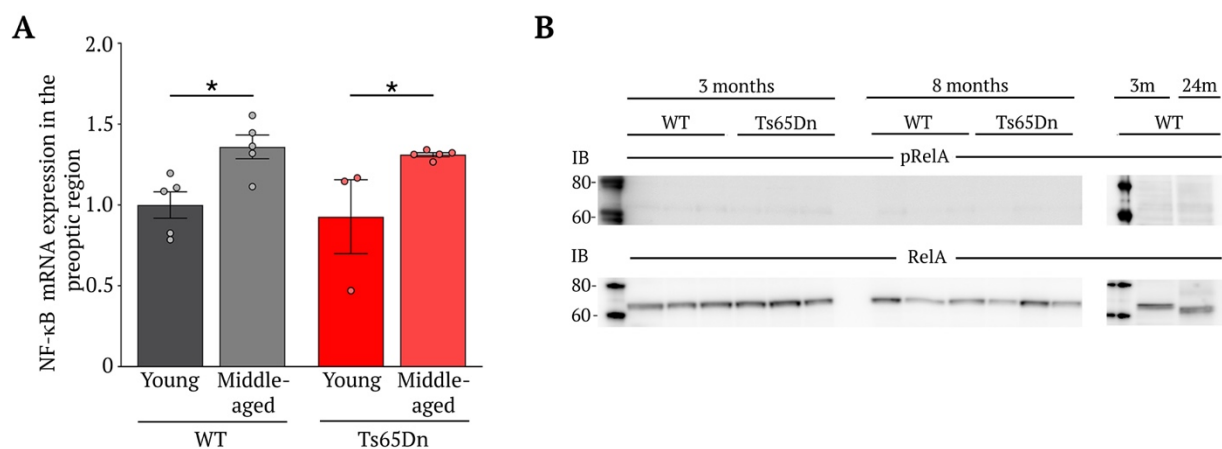 A
NF-κB mRNA expression in the
preoptic region
2.0
1.5
1.0
0.5
0
*
*
Young
Middle-
aged
Young
Middle-
aged
WT
Ts65Dn
B
3 months
8 months
3m
24m
WT
Ts65Dn
WT
Ts65Dn
WT
IB
pRelA
80-
60-
IB
RelA
80-
60-